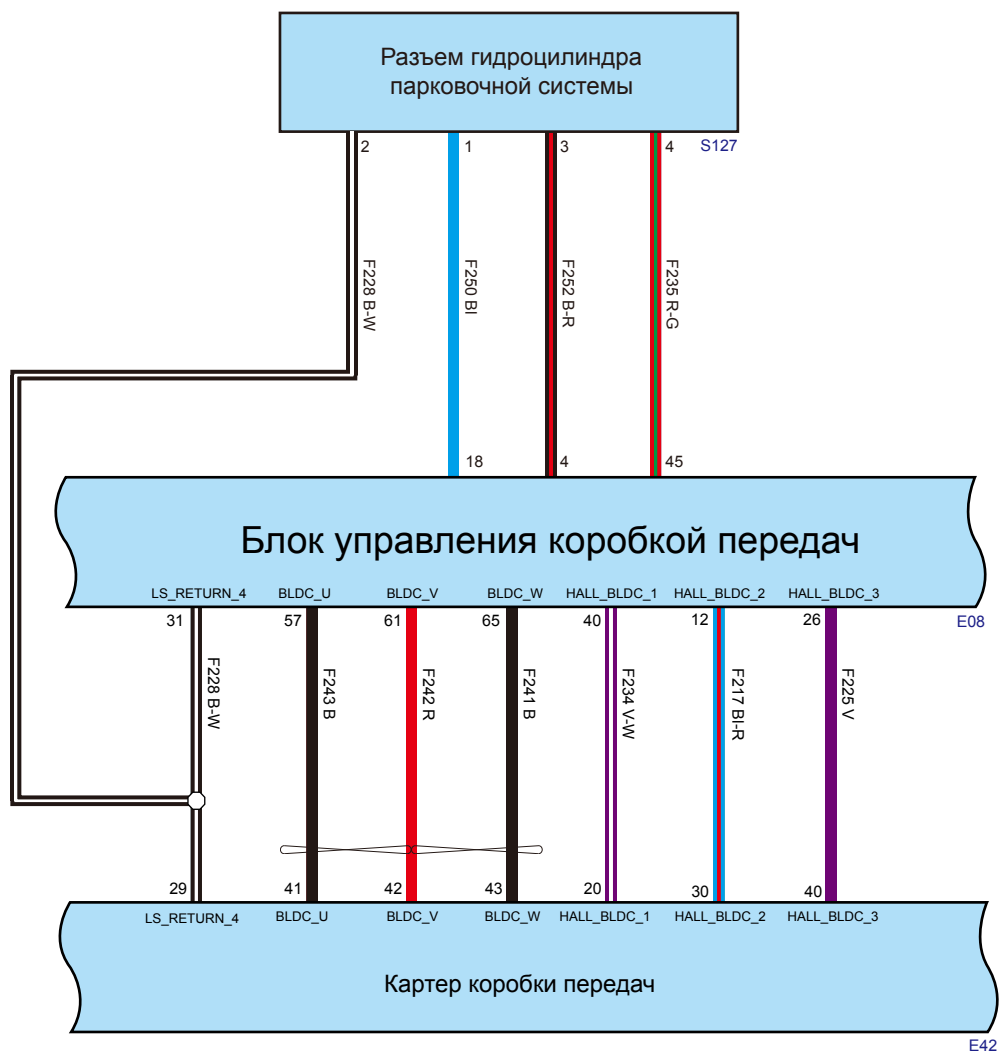 Разъем гидроцилиндра
парковочной системы
2 1 3 4 S127
F228 B-W F250 Bl F252 B-R F235 R-G
18 4 45
Блок управления коробкой передач
LS_RETURN_4 BLDC_U BLDC_V BLDC_W HALL_BLDC_1 HALL_BLDC_2 HALL_BLDC_3
31 57 61 65 40 12 26 E08
F228 B-W F243 B F242 R F241 B F234 V-W F217 Bl-R F225 V
29 41 42 43 20 30 40
LS_RETURN_4 BLDC_U BLDC_V BLDC_W HALL_BLDC_1 HALL_BLDC_2 HALL_BLDC_3
Картер коробки передач
E42